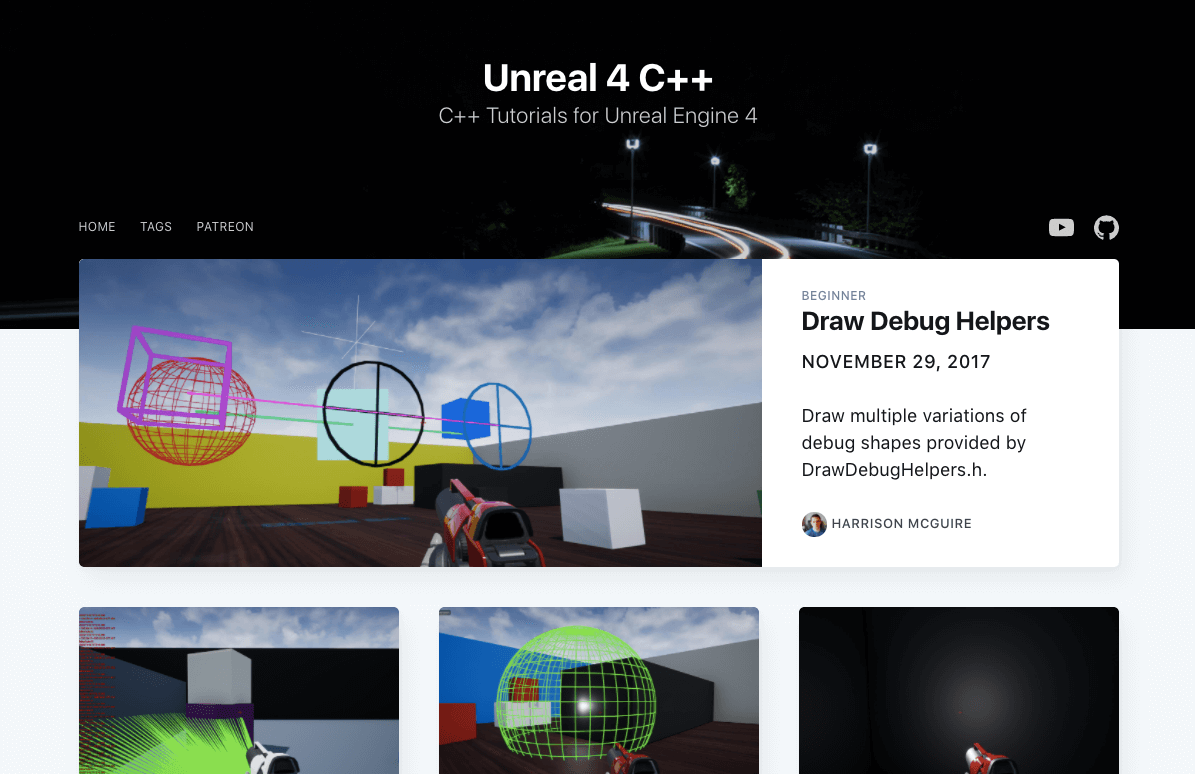 Unreal 4 C++
C++ Tutorials for Unreal Engine 4
HOME TAGS PATREON
BEGINNER
Draw Debug Helpers
NOVEMBER 29, 2017
Draw multiple variations of
debug shapes provided by
DrawDebugHelpers.h.
HARRISON MCGUIRE